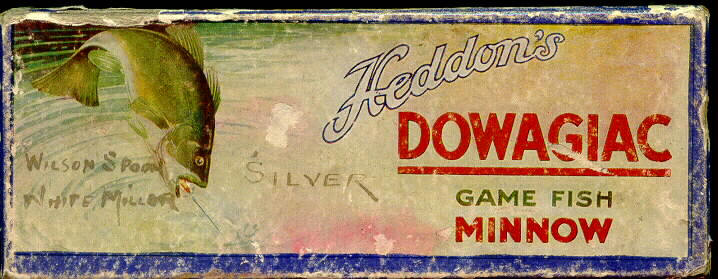 Heddon's
DOWAGIAC
GAME FISH
MINNOW
WILSON SPOON
WHITE MILLER
SILVER